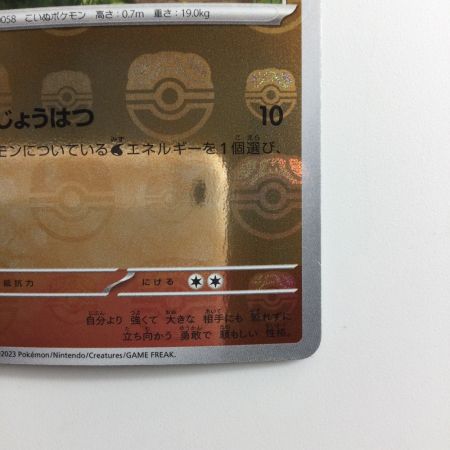 0058 こいぬポケモン 高さ：0.7m 重さ：19.0kg
じょうはつ 10
モンについている エネルギーを1個選び、
抵抗力 にげる
自分より 強くて 大きな 相手にも 恐れずに
立ち向かう 勇敢で 頼もしい 性格。
©2023 Pokémon/Nintendo/Creatures/GAME FREAK.